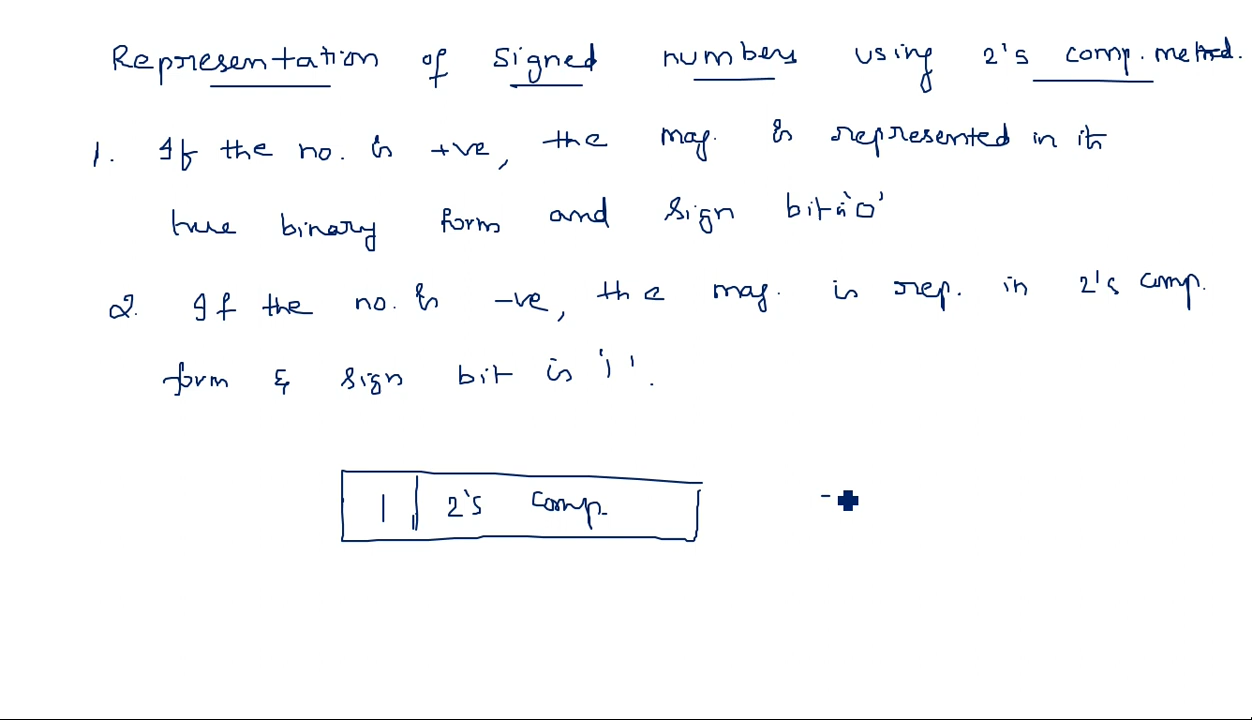 Representation of signed numbers using 2's comp. method.
1. If the no. is +ve, the mag. is represented in its
true binary form and sign bit is '0'
2. If the no. is -ve, the mag. is rep. in 2's comp.
form & sign bit is '1'.
1 2's comp. -